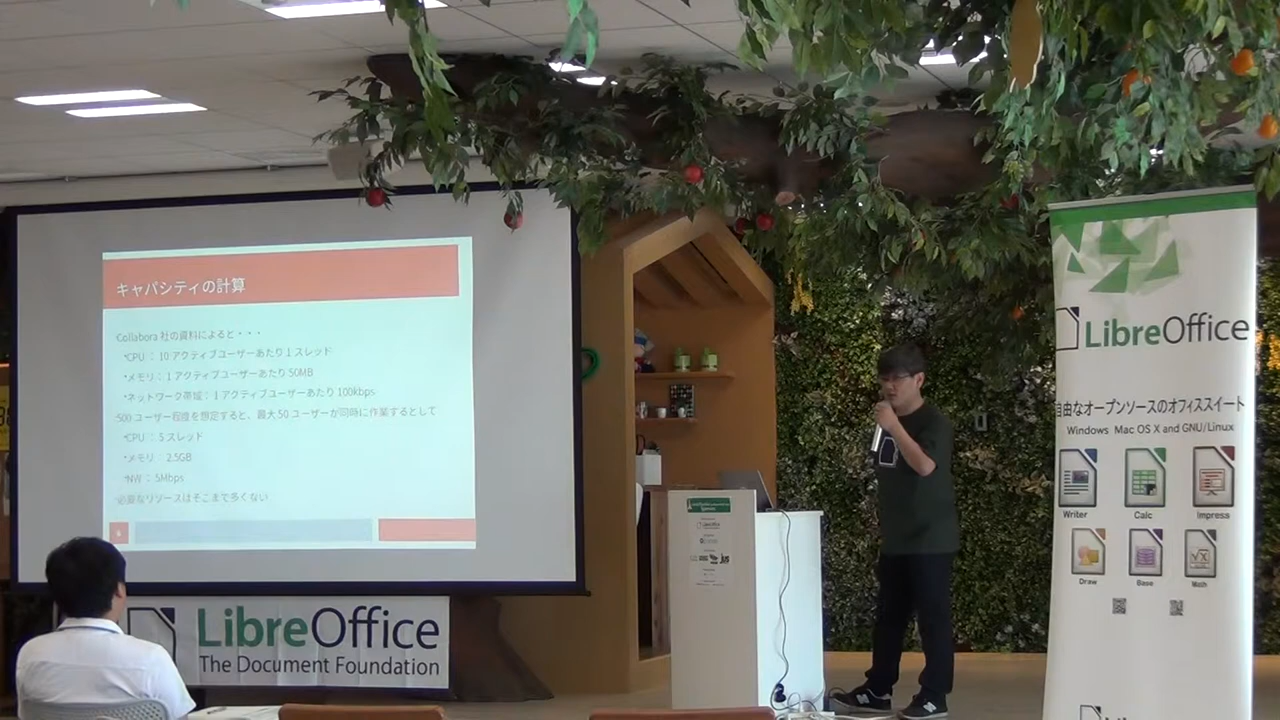 キャパシティの計算
Collabora 社の資料によると・・・
•CPU : 10 アクティブユーザーあたり 1 スレッド
•メモリ : 1 アクティブユーザーあたり 50MB
•ネットワーク帯域 : 1 アクティブユーザーあたり 100kbps
500 ユーザー程度を想定すると、最大 50 ユーザーが同時に作業するとして
•CPU : 5 スレッド
•メモリ : 2.5GB
•NW : 5Mbps
必要なリソースはそこまで多くない
LibreOffice
The Document Foundation
LibreOffice
自由なオープンソースのオフィススイート
Windows Mac OS X and GNU/Linux
Writer Calc Impress
Draw Base Math